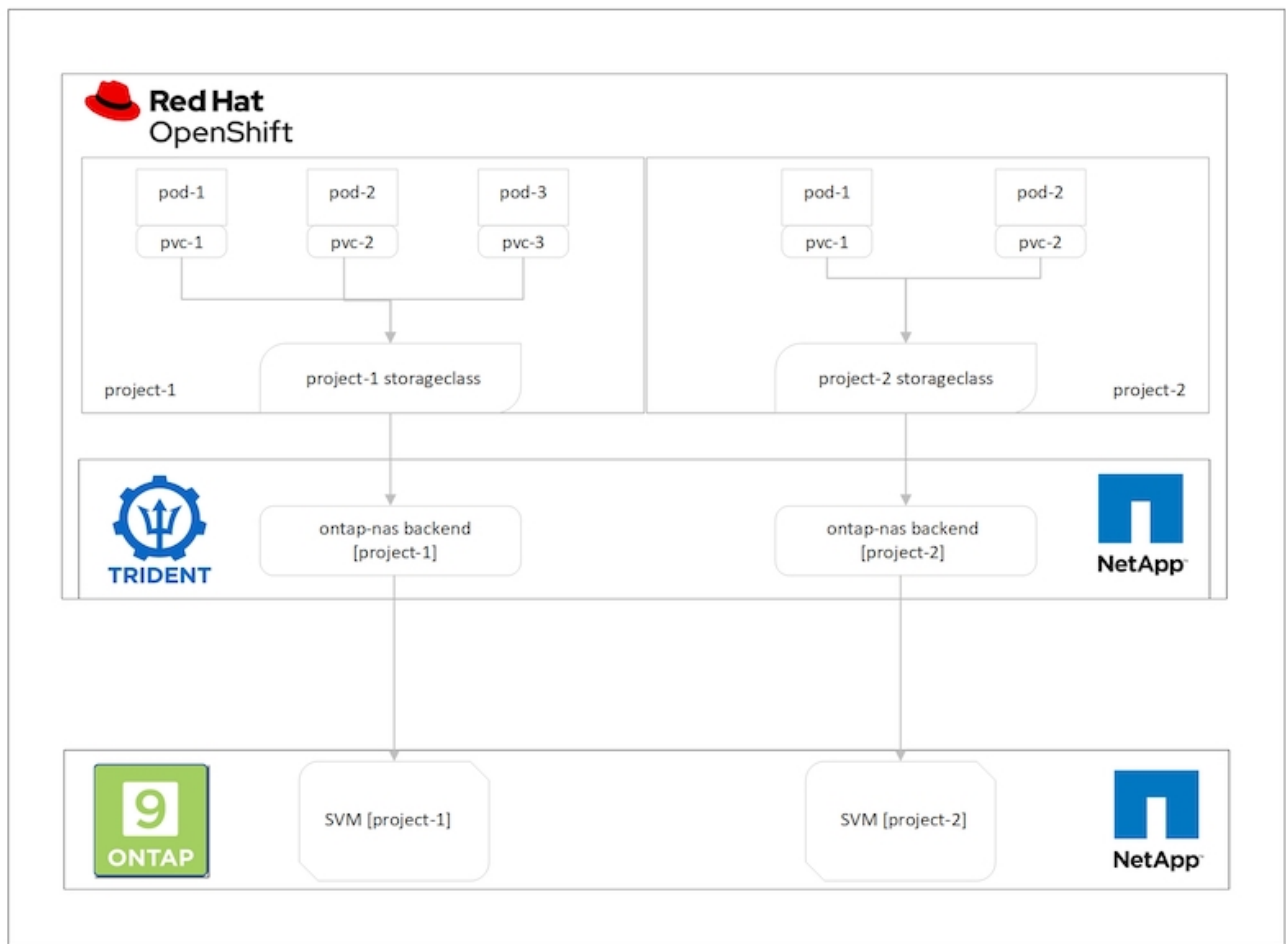 Red Hat
OpenShift
pod-1
pod-2
pod-3
pvc-1
pvc-2
pvc-3
project-1 storageclass
project-1
pod-1
pod-2
pvc-1
pvc-2
project-2 storageclass
project-2
TRIDENT
ontap-nas backend
[project-1]
ontap-nas backend
[project-2]
NetApp™
9
ONTAP
SVM [project-1]
SVM [project-2]
NetApp™